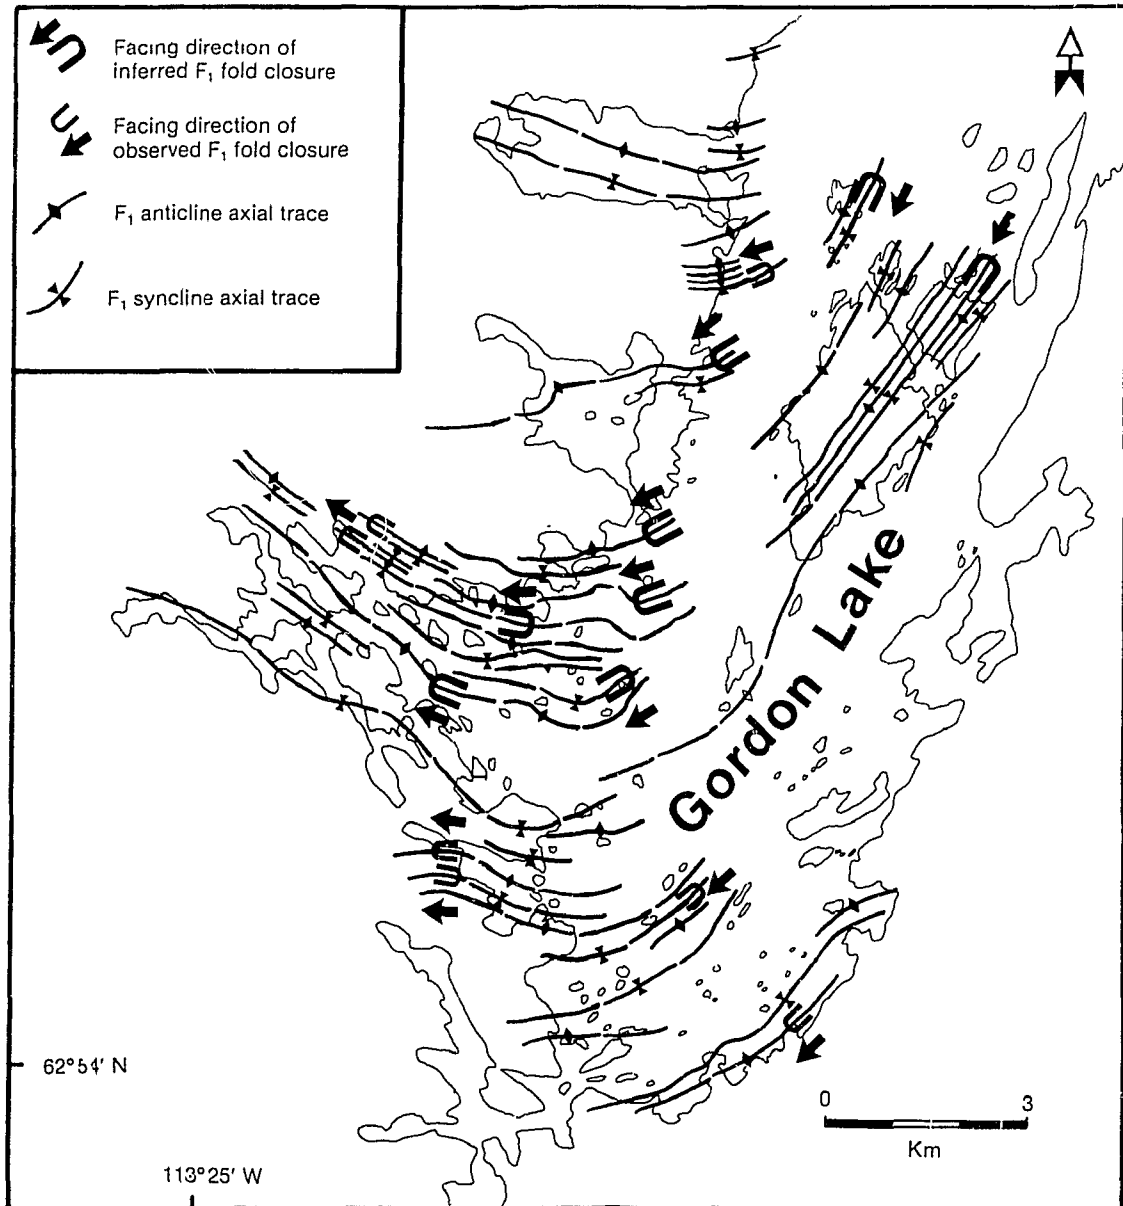 Facing direction of
inferred F₁ fold closure
Facing direction of
observed F₁ fold closure
F₁ anticline axial trace
F₁ syncline axial trace
Gordon Lake
62°54' N
0 3
Km
113°25' W